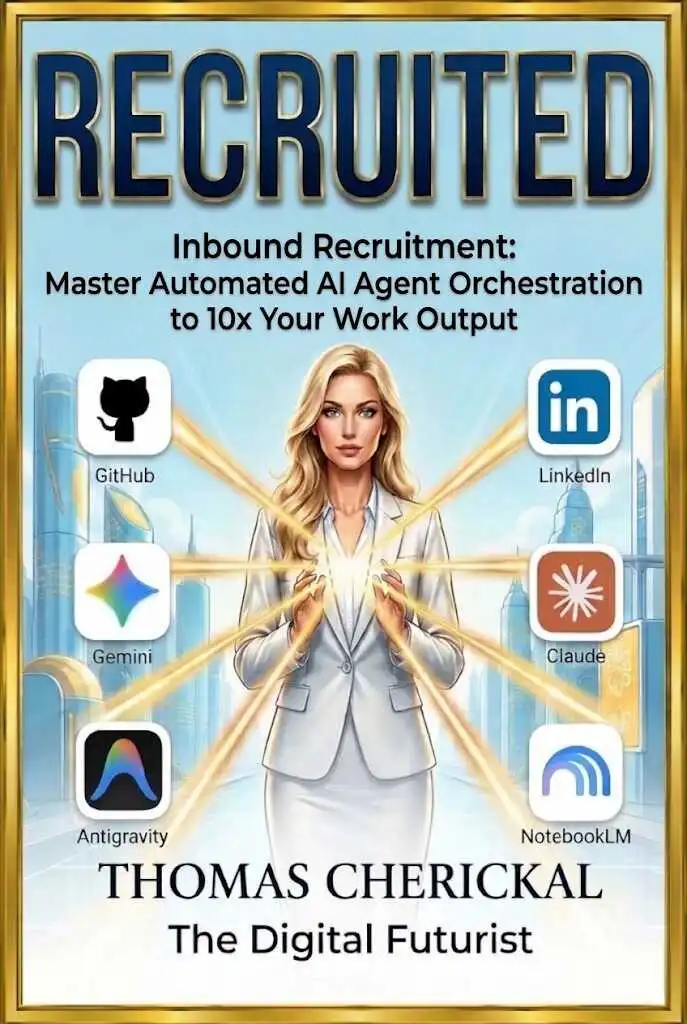 RECRUITED
Inbound Recruitment:
Master Automated AI Agent Orchestration
to 10x Your Work Output
GitHub
in
LinkedIn
Gemini
Claude
Antigravity
NotebookLM
THOMAS CHERICKAL
The Digital Futurist